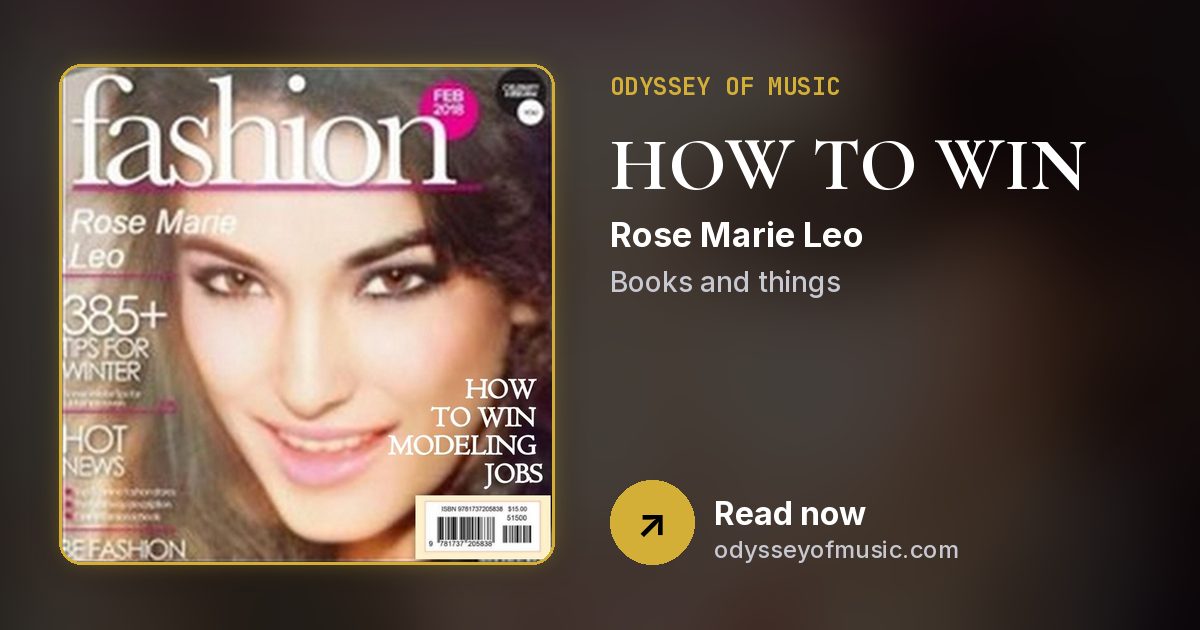 fashion
FEB
2018
Rose Marie
Leo
385+
TIPS FOR
WINTER
HOT
NEWS
BE FASHION
HOW
TO WIN
MODELING
JOBS
ISBN 9781737205838 $15.00
51500
9 781737 205838
ODYSSEY OF MUSIC
HOW TO WIN
Rose Marie Leo
Books and things
Read now
odysseyofmusic.com